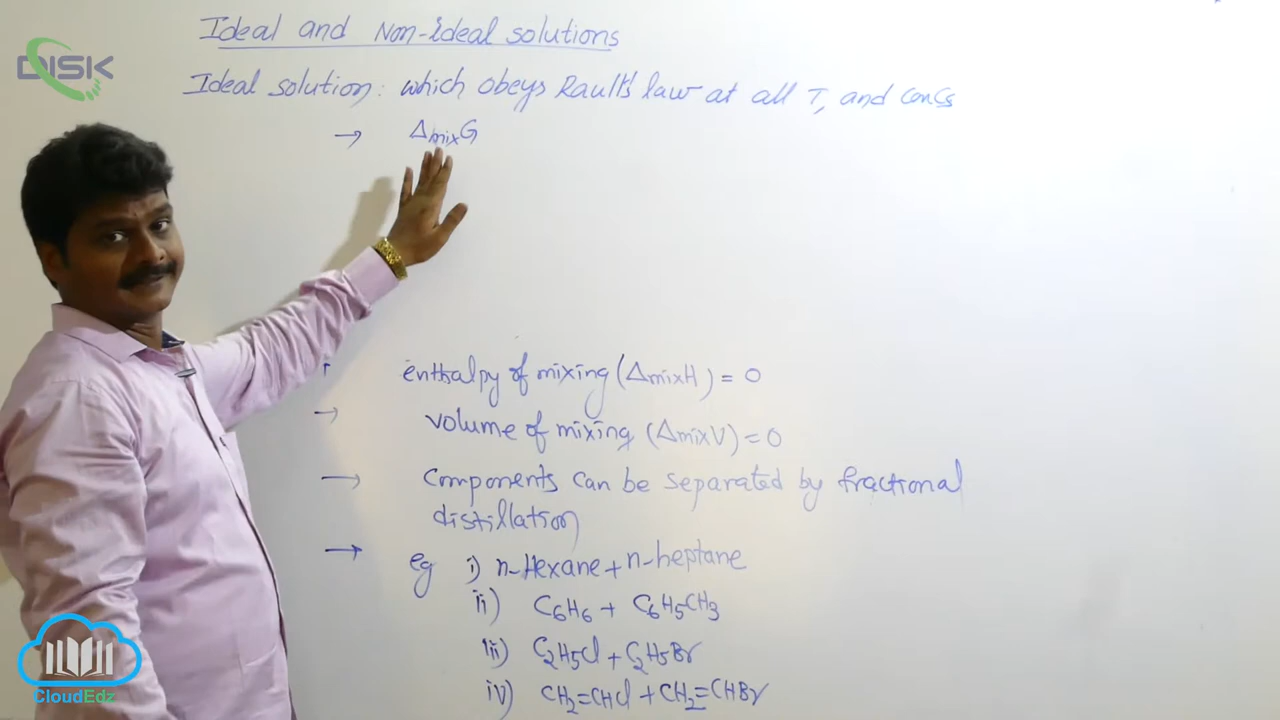 Ideal and Non-ideal solutions
DISK
Ideal solution: which obeys Rault's law at all T, and Concs
→ ΔmixG
enthalpy of mixing (ΔmixH) = 0
→ volume of mixing (ΔmixV) = 0
→ Components can be separated by fractional
distillation
→ eg i) n-Hexane + n-heptane
ii) C6H6 + C6H5CH3
iii) C2H5Cl + C2H5Br
iv) CH2=CHCl + CH2=CHBr
CloudEdz